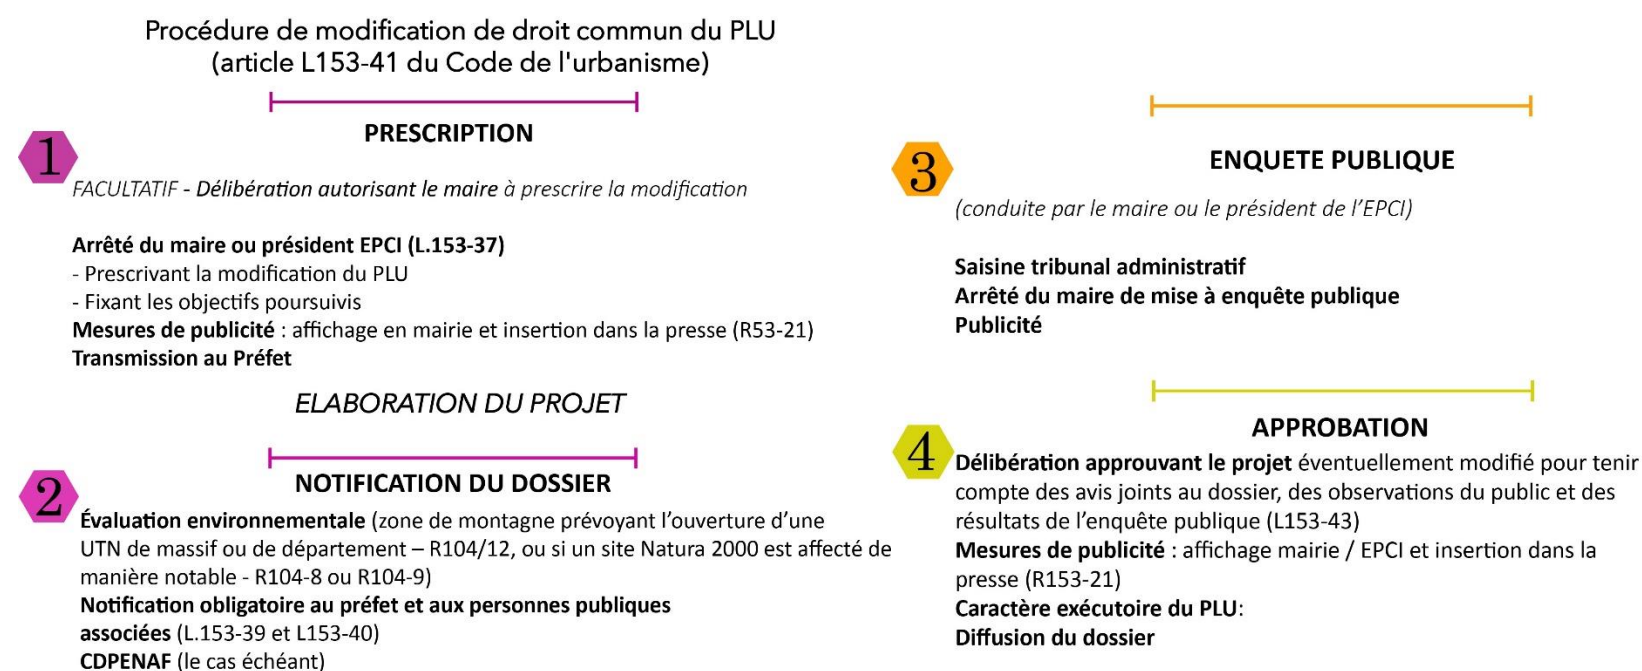 Procédure de modification de droit commun du PLU
(article L153-41 du Code de l'urbanisme)
1
PRESCRIPTION
FACULTATIF - Délibération autorisant le maire à prescrire la modification
Arrêté du maire ou président EPCI (L.153-37)
- Prescrivant la modification du PLU
- Fixant les objectifs poursuivis
Mesures de publicité : affichage en mairie et insertion dans la presse (R53-21)
Transmission au Préfet
ELABORATION DU PROJET
2
NOTIFICATION DU DOSSIER
Évaluation environnementale (zone de montagne prévoyant l’ouverture d’une
UTN de massif ou de département – R104/12, ou si un site Natura 2000 est affecté de
manière notable - R104-8 ou R104-9)
Notification obligatoire au préfet et aux personnes publiques
associées (L.153-39 et L153-40)
CDPENAF (le cas échéant)
3
ENQUETE PUBLIQUE
(conduite par le maire ou le président de l’EPCI)
Saisine tribunal administratif
Arrêté du maire de mise à enquête publique
Publicité
4
APPROBATION
Délibération approuvant le projet éventuellement modifié pour tenir
compte des avis joints au dossier, des observations du public et des
résultats de l’enquête publique (L153-43)
Mesures de publicité : affichage mairie / EPCI et insertion dans la
presse (R153-21)
Caractère exécutoire du PLU:
Diffusion du dossier